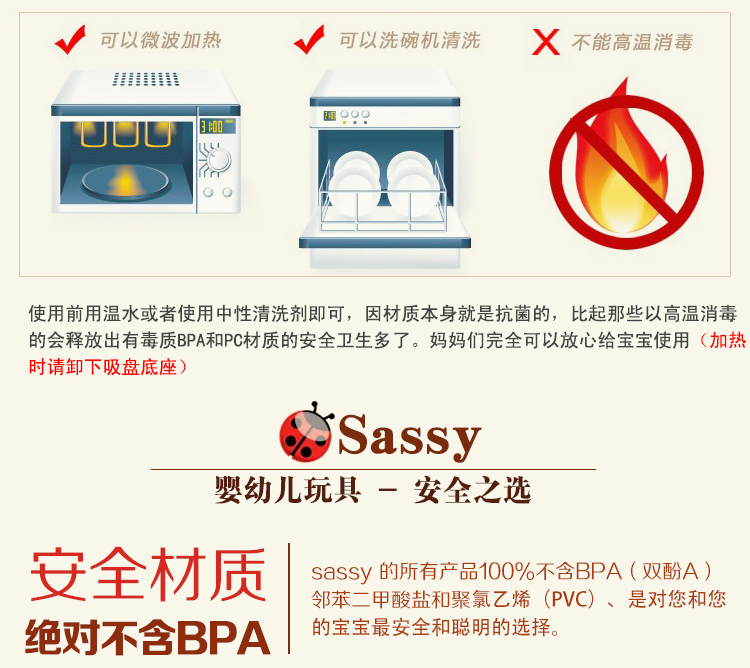 可以微波加热
可以洗碗机清洗
不能高温消毒
31:00
使用前用温水或者使用中性清洗剂即可，因材质本身就是抗菌的，比起那些以高温消毒
的会释放出有毒质BPA和PC材质的安全卫生多了。妈妈们完全可以放心给宝宝使用（加热
时请卸下吸盘底座）
Sassy
婴幼儿玩具 - 安全之选
安全材质
绝对不含BPA
sassy 的所有产品100%不含BPA（双酚A）
邻苯二甲酸盐和聚氯乙烯（PVC）、是对您和您
的宝宝最安全和聪明的选择。